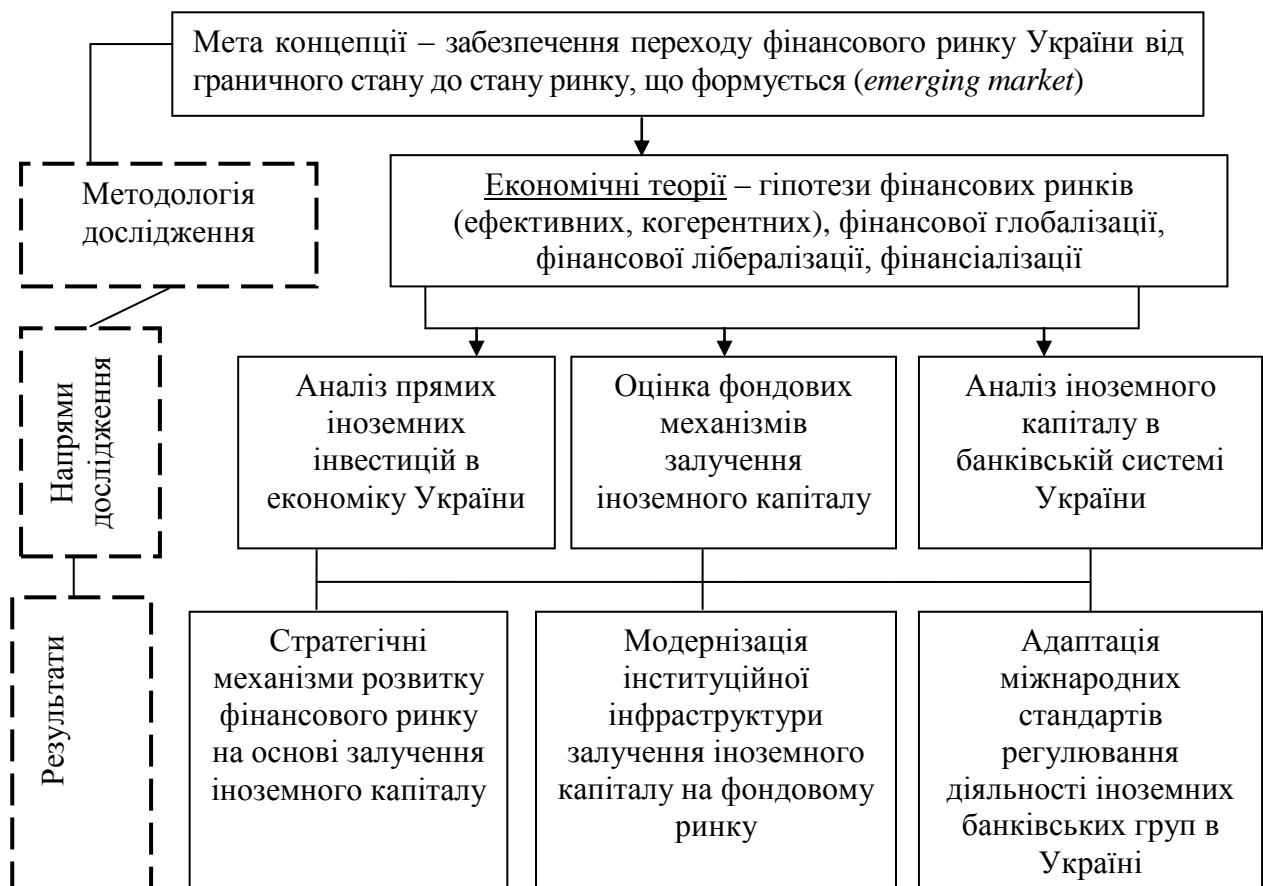 Мета концепції – забезпечення переходу фінансового ринку України від
граничного стану до стану ринку, що формується (emerging market)
Методологія
дослідження
Економічні теорії – гіпотези фінансових ринків
(ефективних, когерентних), фінансової глобалізації,
фінансової лібералізації, фінансіалізації
Напрями
дослідження
Аналіз прямих
іноземних
інвестицій в
економіку України
Оцінка фондових
механізмів
залучення
іноземного капіталу
Аналіз іноземного
капіталу в
банківській системі
України
Результати
Стратегічні
механізми розвитку
фінансового ринку
на основі залучення
іноземного капіталу
Модернізація
інституційної
інфраструктури
залучення іноземного
капіталу на фондовому
ринку
Адаптація
міжнародних
стандартів
регулювання
діяльності іноземних
банківських груп в
Україні